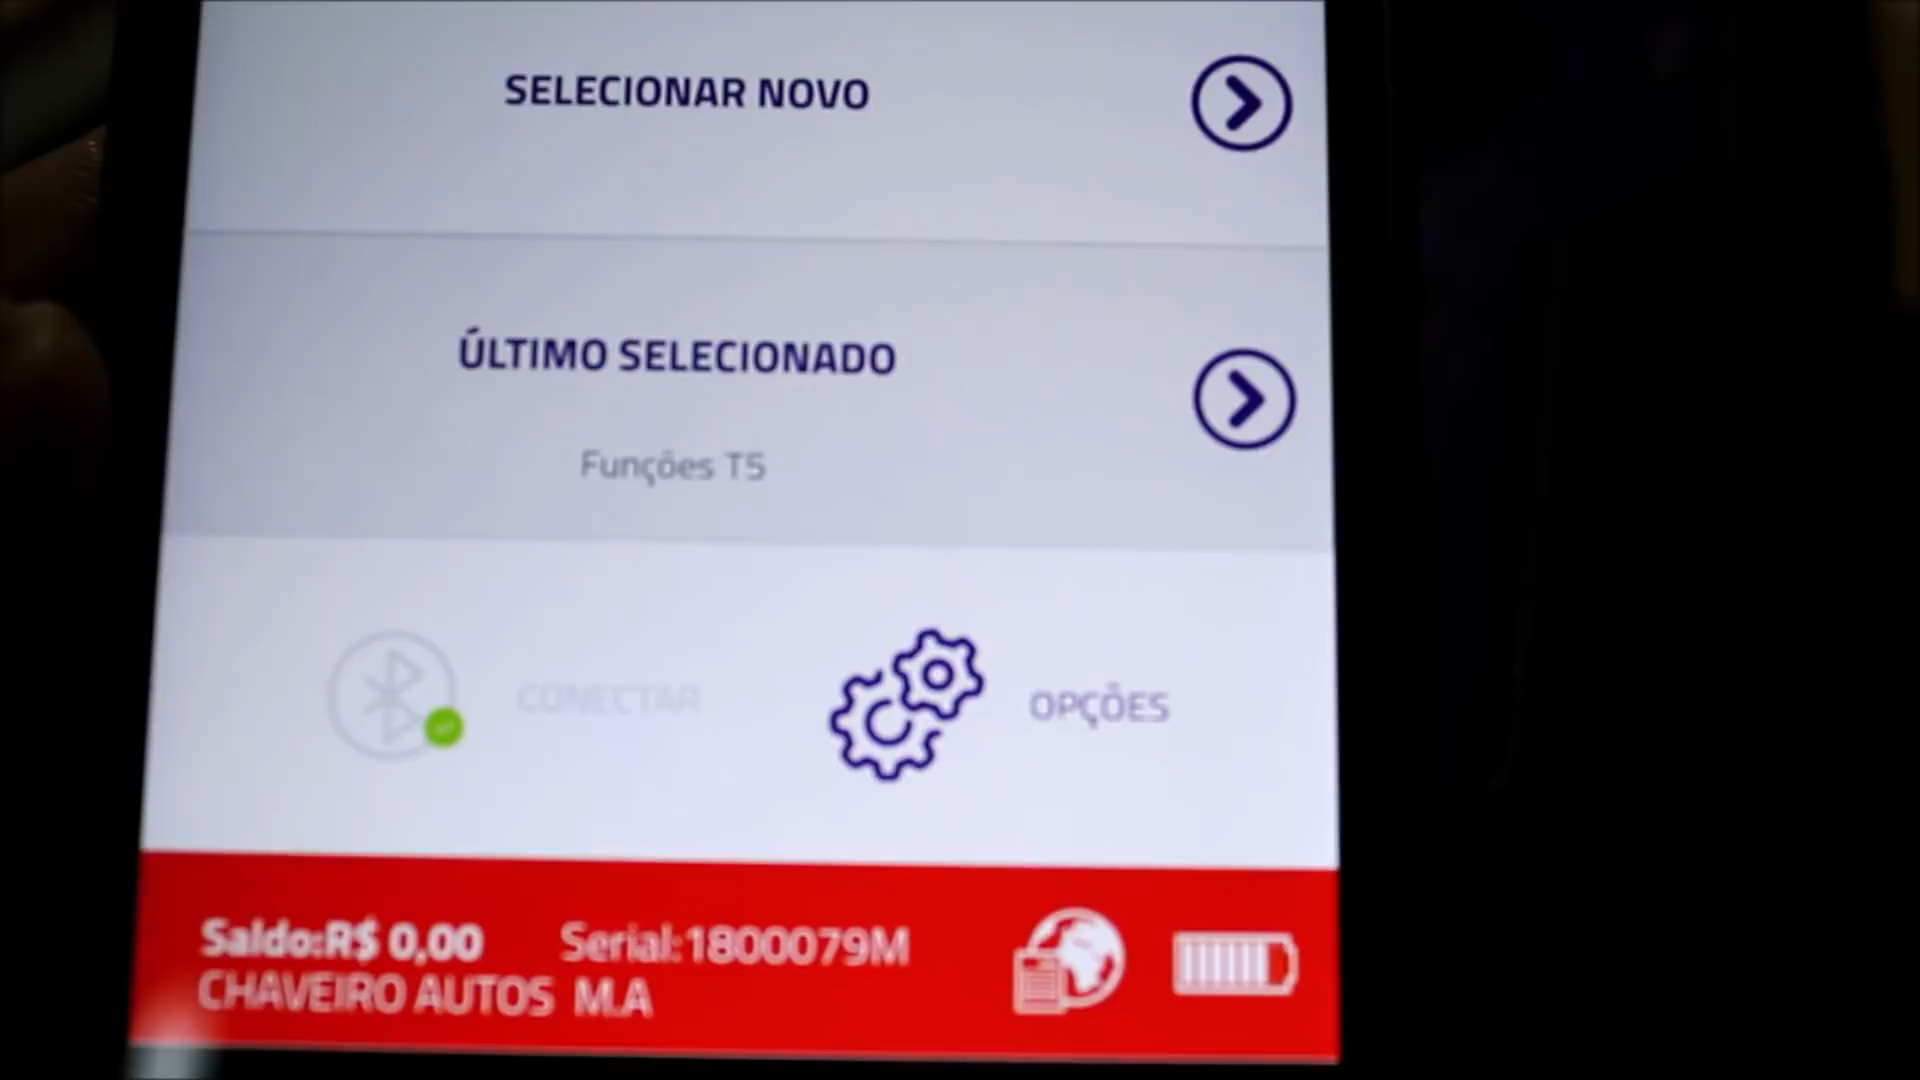 SELECIONAR NOVO
ÚLTIMO SELECIONADO
Funções T5
CONECTAR
OPÇÕES
Saldo:R$ 0,00 Serial:1800079M
CHAVEIRO AUTOS M.A